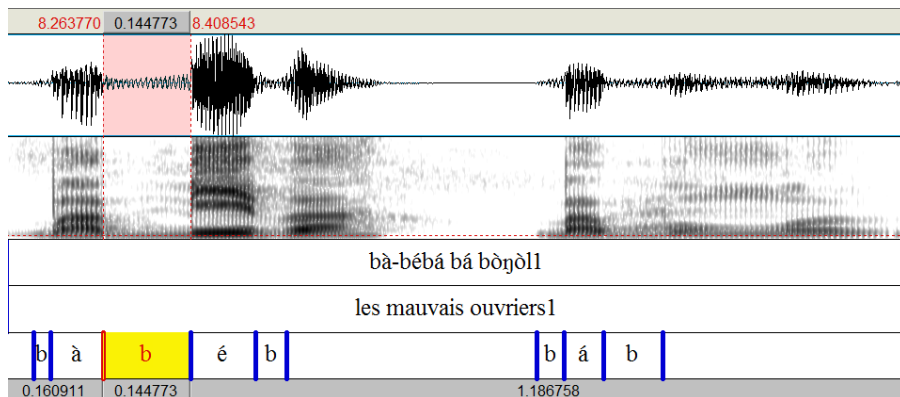 8.263770 0.144773 8.408543
bà-bébá bá bòŋòl1
les mauvais ouvriers1
b à b é b b á b
0.160911 0.144773 1.186758